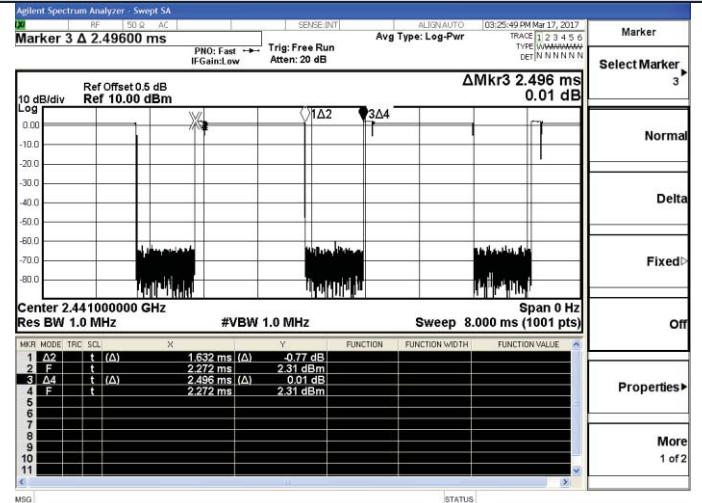 Agilent Spectrum Analyzer - Swept SA
RF 50 Ω AC SENSE:INT ALIGNAUTO 03:25:49 PM Mar 17, 2017
Marker 3 Δ 2.49600 ms
PNO: Fast
IFGain:Low
Trig: Free Run
Atten: 20 dB
Avg Type: Log-Pwr
TRACE 1 2 3 4 5 6
TYPE WWWWWW
DET N N N N N N
Marker
Select Marker
3
Normal
Delta
Fixed
Off
Properties
More
1 of 2
10 dB/div
Log
Ref Offset 0.5 dB
Ref 10.00 dBm
ΔMkr3 2.496 ms
0.01 dB
1Δ2
3Δ4
0.00
-10.0
-20.0
-30.0
-40.0
-50.0
-60.0
-70.0
-80.0
Center 2.441000000 GHz
Span 0 Hz
Res BW 1.0 MHz #VBW 1.0 MHz Sweep 8.000 ms (1001 pts)
MKR MODE TRC SCL X Y FUNCTION FUNCTION WIDTH FUNCTION VALUE
1 Δ2 t (Δ) 1.632 ms (Δ) -0.77 dB
2 F t 2.272 ms 2.31 dBm
3 Δ4 t (Δ) 2.496 ms (Δ) 0.01 dB
4 F t 2.272 ms 2.31 dBm
5
6
7
8
9
10
11
MSG STATUS